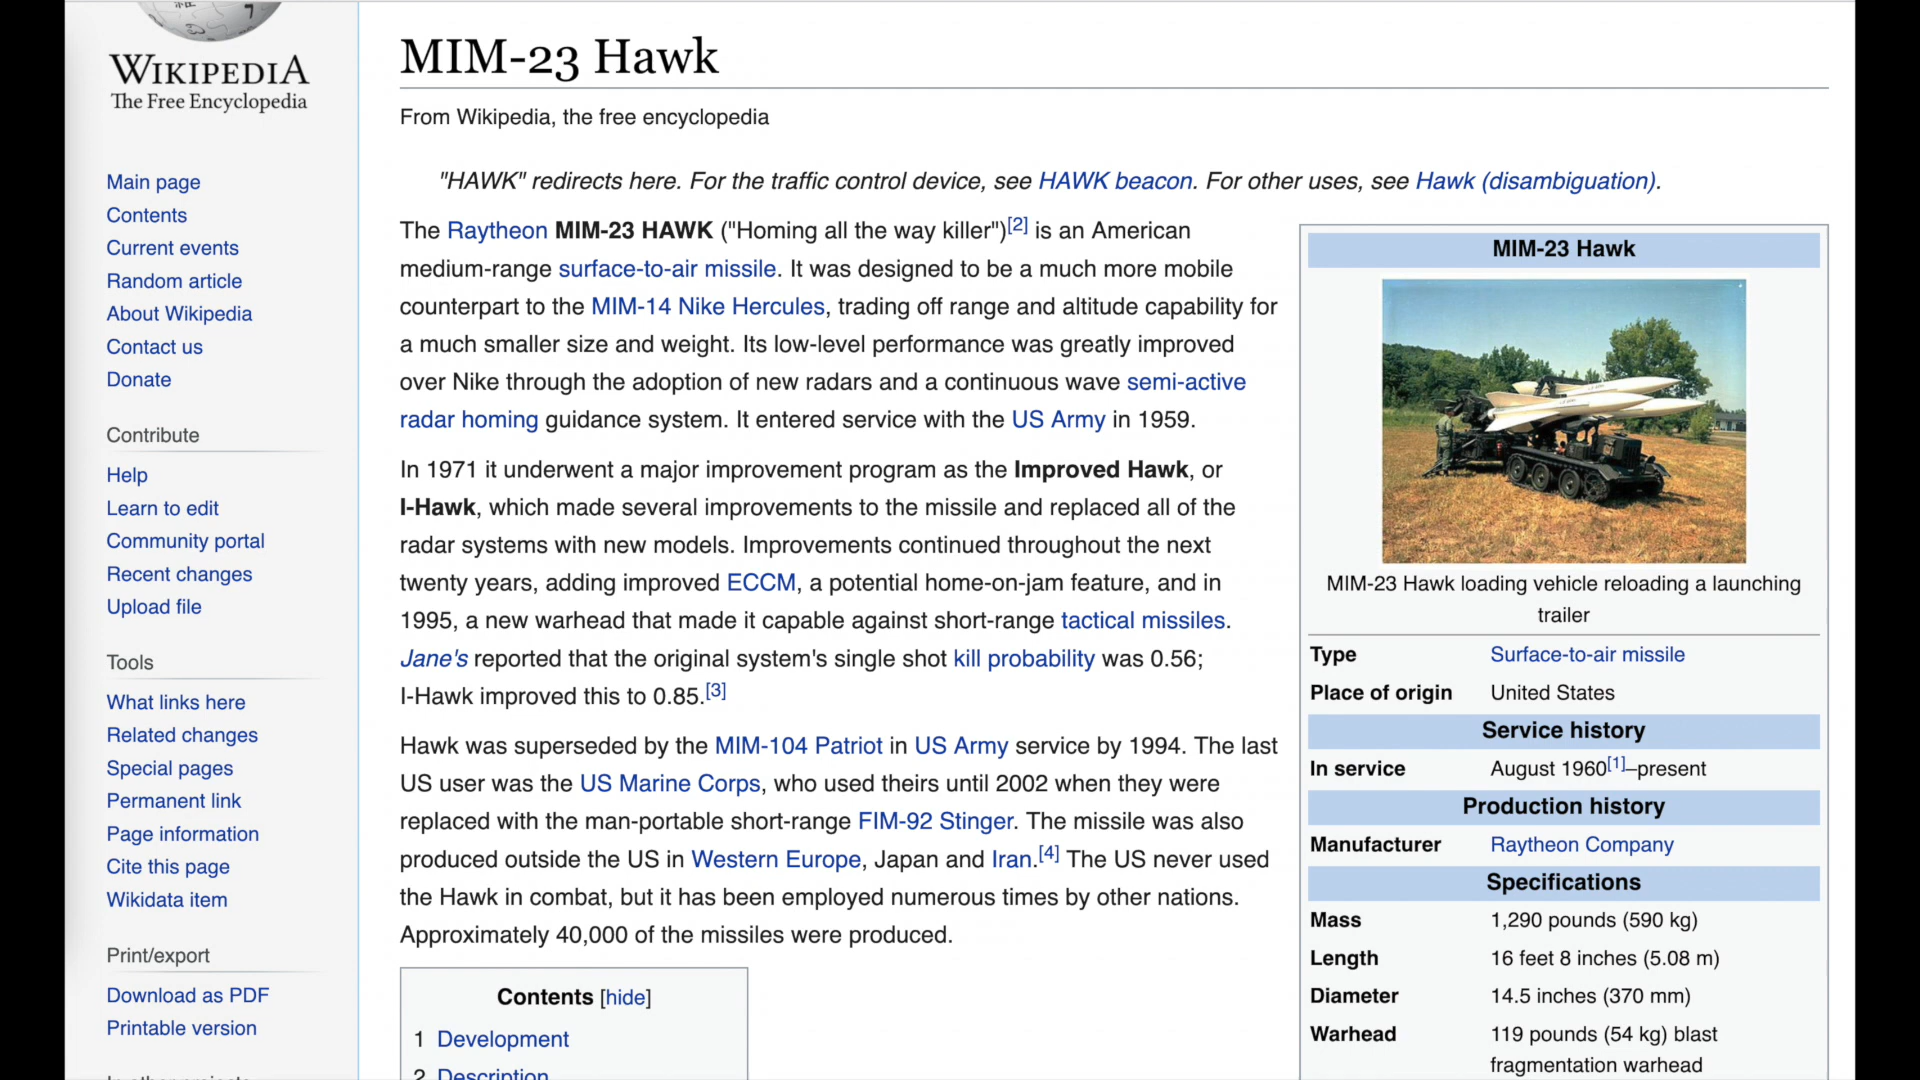 WIKIPEDIA
The Free Encyclopedia
Main page
Contents
Current events
Random article
About Wikipedia
Contact us
Donate
Contribute
Help
Learn to edit
Community portal
Recent changes
Upload file
Tools
What links here
Related changes
Special pages
Permanent link
Page information
Cite this page
Wikidata item
Print/export
Download as PDF
Printable version
MIM-23 Hawk
From Wikipedia, the free encyclopedia
"HAWK" redirects here. For the traffic control device, see HAWK beacon. For other uses, see Hawk (disambiguation).
The Raytheon MIM-23 HAWK ("Homing all the way killer")[2] is an American
medium-range surface-to-air missile. It was designed to be a much more mobile
counterpart to the MIM-14 Nike Hercules, trading off range and altitude capability for
a much smaller size and weight. Its low-level performance was greatly improved
over Nike through the adoption of new radars and a continuous wave semi-active
radar homing guidance system. It entered service with the US Army in 1959.
In 1971 it underwent a major improvement program as the Improved Hawk, or
I-Hawk, which made several improvements to the missile and replaced all of the
radar systems with new models. Improvements continued throughout the next
twenty years, adding improved ECCM, a potential home-on-jam feature, and in
1995, a new warhead that made it capable against short-range tactical missiles.
Jane's reported that the original system's single shot kill probability was 0.56;
I-Hawk improved this to 0.85.[3]
Hawk was superseded by the MIM-104 Patriot in US Army service by 1994. The last
US user was the US Marine Corps, who used theirs until 2002 when they were
replaced with the man-portable short-range FIM-92 Stinger. The missile was also
produced outside the US in Western Europe, Japan and Iran.[4] The US never used
the Hawk in combat, but it has been employed numerous times by other nations.
Approximately 40,000 of the missiles were produced.
Contents [hide]
1 Development
2 Description
MIM-23 Hawk
MIM-23 Hawk loading vehicle reloading a launching
trailer
Type Surface-to-air missile
Place of origin United States
Service history
In service August 1960[1]–present
Production history
Manufacturer Raytheon Company
Specifications
Mass 1,290 pounds (590 kg)
Length 16 feet 8 inches (5.08 m)
Diameter 14.5 inches (370 mm)
Warhead 119 pounds (54 kg) blast
fragmentation warhead